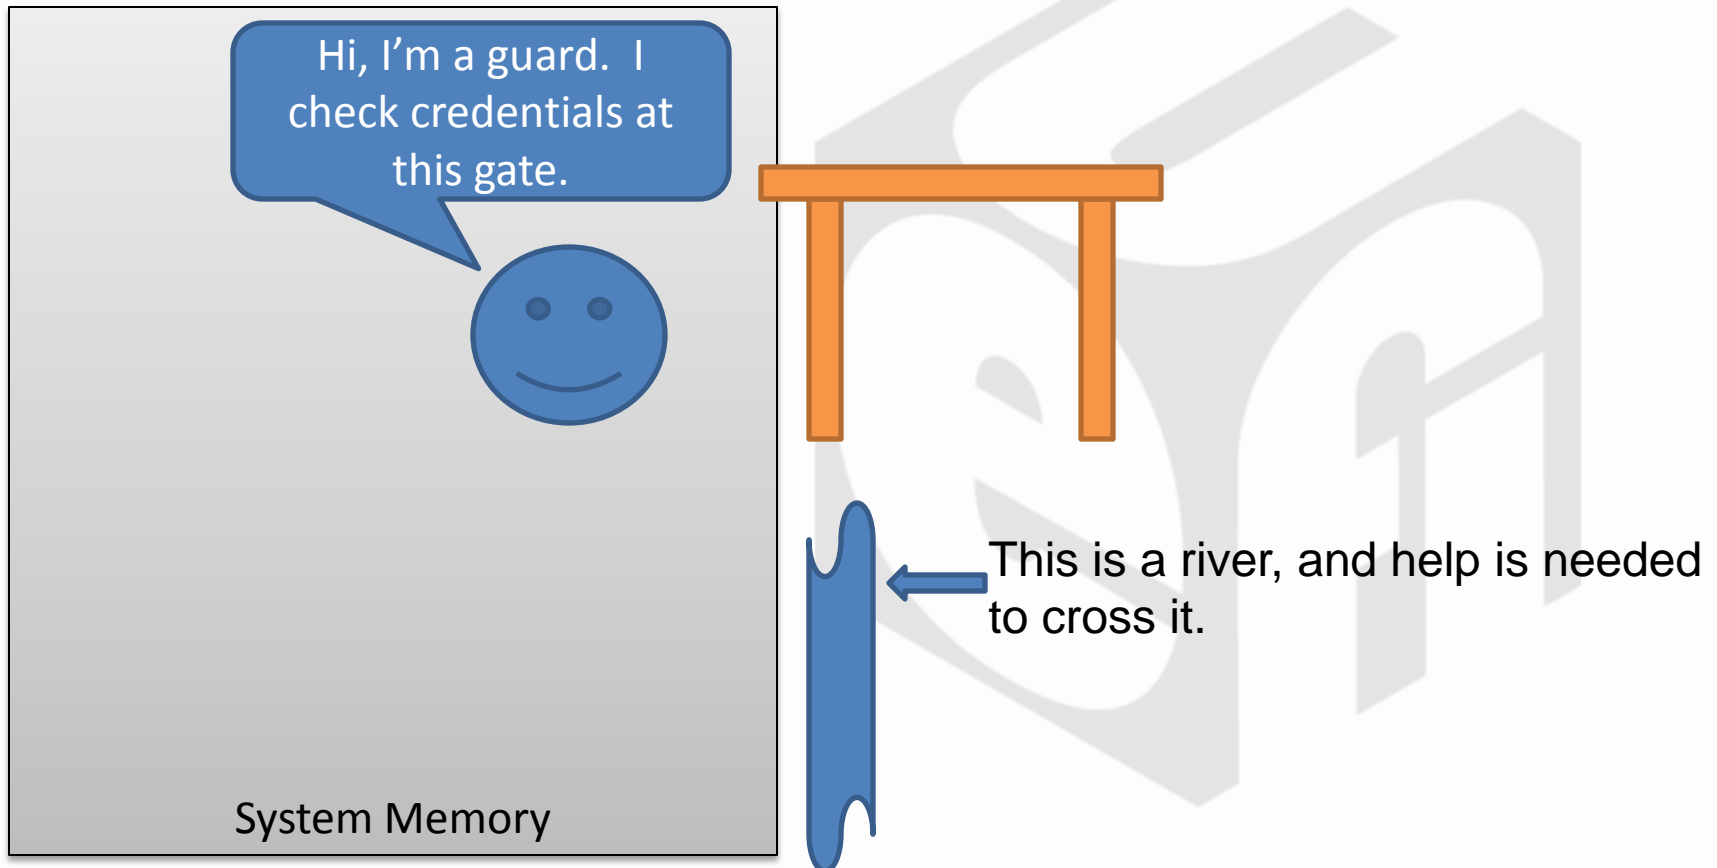 Hi, I’m a guard.  I
check credentials at
this gate.
This is a river, and help is needed
to cross it.
System Memory